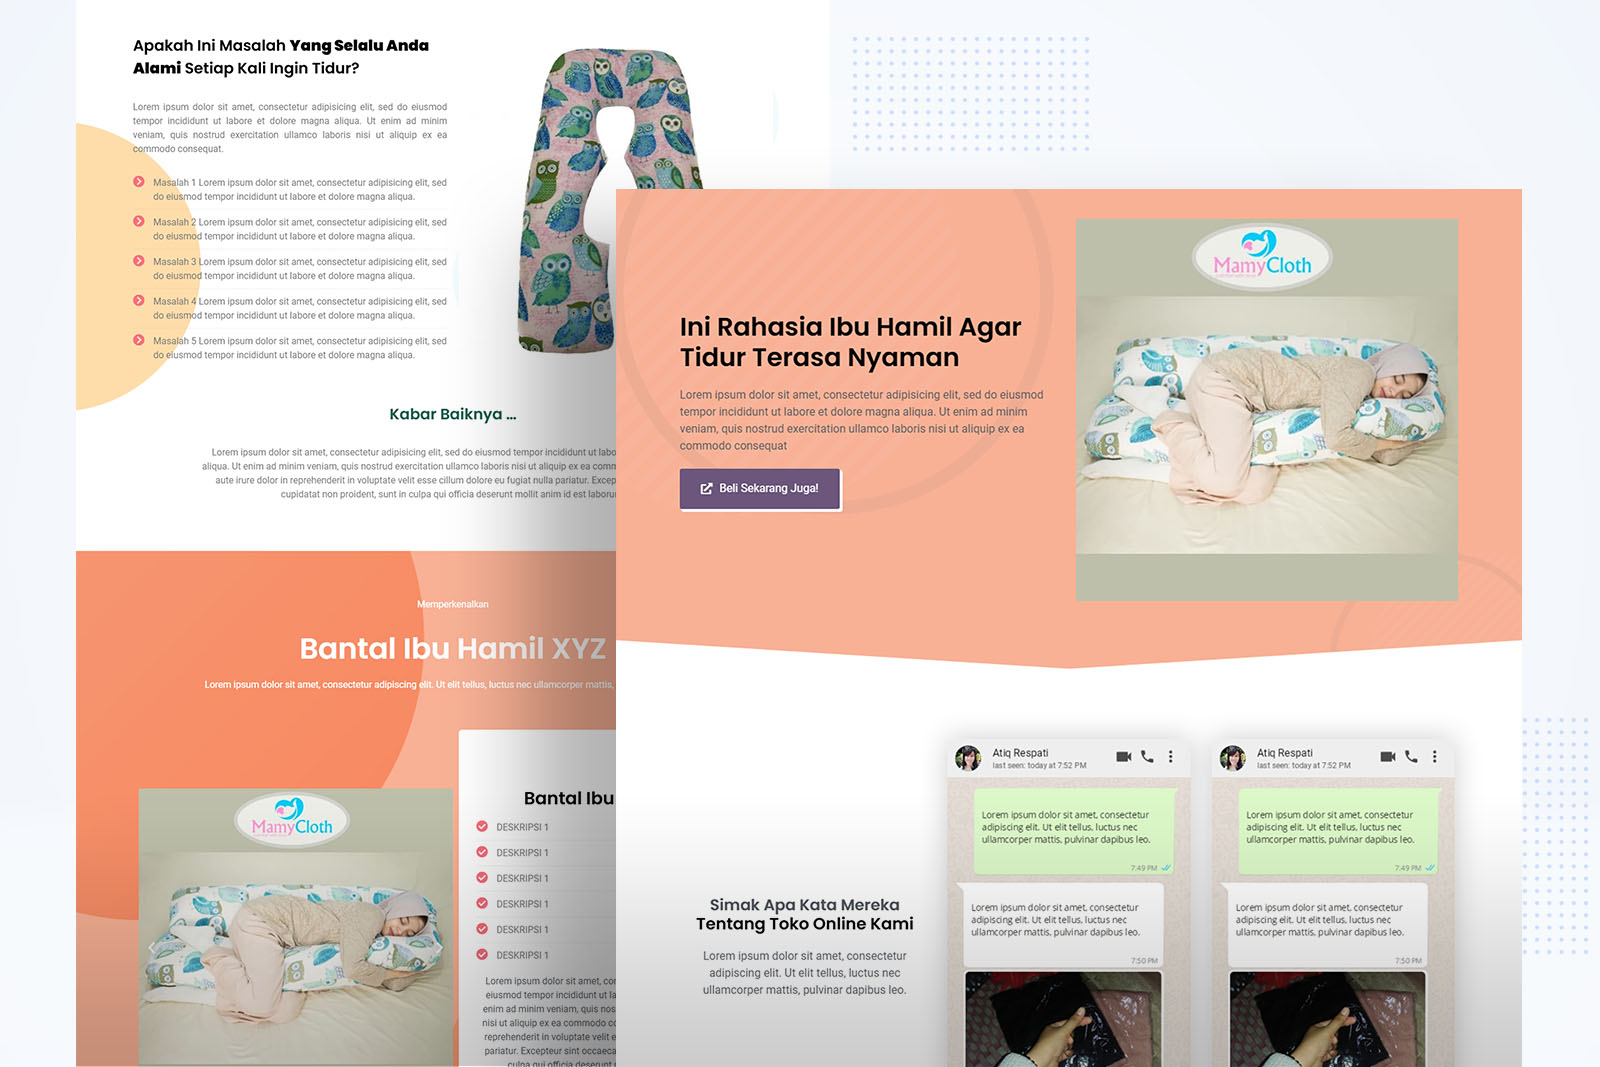 Apakah Ini Masalah Yang Selalu Anda
Alami Setiap Kali Ingin Tidur?
Lorem ipsum dolor sit amet, consectetur adipisicing elit, sed do eiusmod
tempor incididunt ut labore et dolore magna aliqua. Ut enim ad minim
veniam, quis nostrud exercitation ullamco laboris nisi ut aliquip ex ea
commodo consequat.
Masalah 1 Lorem ipsum dolor sit amet, consectetur adipisicing elit, sed
do eiusmod tempor incididunt ut labore et dolore magna aliqua.
Masalah 2 Lorem ipsum dolor sit amet, consectetur adipisicing elit, sed
do eiusmod tempor incididunt ut labore et dolore magna aliqua.
Masalah 3 Lorem ipsum dolor sit amet, consectetur adipisicing elit, sed
do eiusmod tempor incididunt ut labore et dolore magna aliqua.
Masalah 4 Lorem ipsum dolor sit amet, consectetur adipisicing elit, sed
do eiusmod tempor incididunt ut labore et dolore magna aliqua.
Masalah 5 Lorem ipsum dolor sit amet, consectetur adipisicing elit, sed
do eiusmod tempor incididunt ut labore et dolore magna aliqua.
Kabar Baiknya ...
Lorem ipsum dolor sit amet, consectetur adipisicing elit, sed do eiusmod tempor incididunt ut labo
aliqua. Ut enim ad minim veniam, quis nostrud exercitation ullamco laboris nisi ut aliquip ex ea comm
aute irure dolor in reprehenderit in voluptate velit esse cillum dolore eu fugiat nulla pariatur. Excep
cupidatat non proident, sunt in culpa qui officia deserunt mollit anim id est laborum
Memperkenalkan
Bantal Ibu Hamil XYZ
Lorem ipsum dolor sit amet, consectetur adipiscing elit. Ut elit tellus, luctus nec ullamcorper mattis,
MamyCloth
Bantal Ibu
DESKRIPSI 1
DESKRIPSI 1
DESKRIPSI 1
DESKRIPSI 1
DESKRIPSI 1
DESKRIPSI 1
Lorem ipsum dolor sit amet, con
eiusmod tempor incididunt ut la
enim ad minim veniam, quis nost
nisi ut aliquip ex ea commodo co
reprehenderit in voluptate velit e
pariatur. Excepteur sint occaeca
culpa qui officia deserunt mollit
Ini Rahasia Ibu Hamil Agar
Tidur Terasa Nyaman
Lorem ipsum dolor sit amet, consectetur adipisicing elit, sed do eiusmod
tempor incididunt ut labore et dolore magna aliqua. Ut enim ad minim
veniam, quis nostrud exercitation ullamco laboris nisi ut aliquip ex ea
commodo consequat
Beli Sekarang Juga!
MamyCloth
Simak Apa Kata Mereka
Tentang Toko Online Kami
Lorem ipsum dolor sit amet, consectetur
adipiscing elit. Ut elit tellus, luctus nec
ullamcorper mattis, pulvinar dapibus leo.
Atiq Respati
last seen: today at 7:52 PM
Lorem ipsum dolor sit amet, consectetur
adipiscing elit. Ut elit tellus, luctus nec
ullamcorper mattis, pulvinar dapibus leo.
7:49 PM
Lorem ipsum dolor sit amet, consectetur
adipiscing elit. Ut elit tellus, luctus nec
ullamcorper mattis, pulvinar dapibus leo.
7:50 PM
Atiq Respati
last seen: today at 7:52 PM
Lorem ipsum dolor sit amet, consectetur
adipiscing elit. Ut elit tellus, luctus nec
ullamcorper mattis, pulvinar dapibus leo.
7:49 PM
Lorem ipsum dolor sit amet, consectetur
adipiscing elit. Ut elit tellus, luctus nec
ullamcorper mattis, pulvinar dapibus leo.
7:50 PM